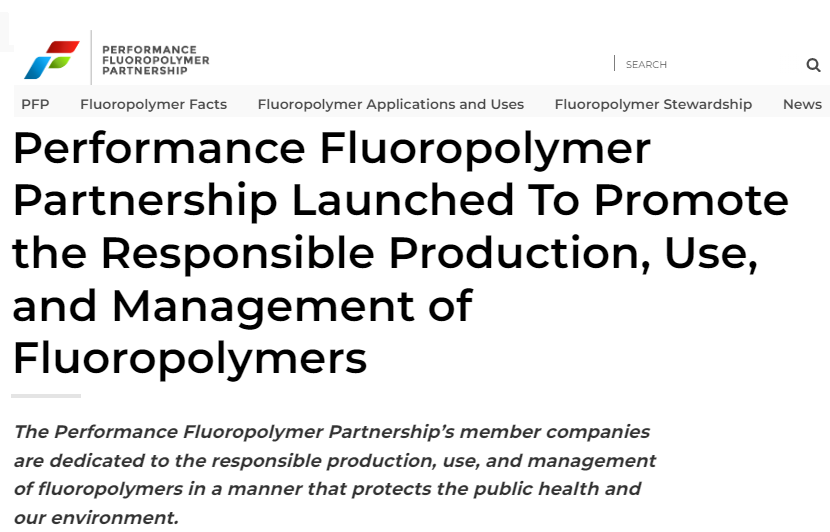 PERFORMANCE
FLUOROPOLYMER
PARTNERSHIP
SEARCH
PFP Fluoropolymer Facts Fluoropolymer Applications and Uses Fluoropolymer Stewardship News
Performance Fluoropolymer
Partnership Launched To Promote
the Responsible Production, Use,
and Management of
Fluoropolymers
The Performance Fluoropolymer Partnership’s member companies
are dedicated to the responsible production, use, and management
of fluoropolymers in a manner that protects the public health and
our environment.